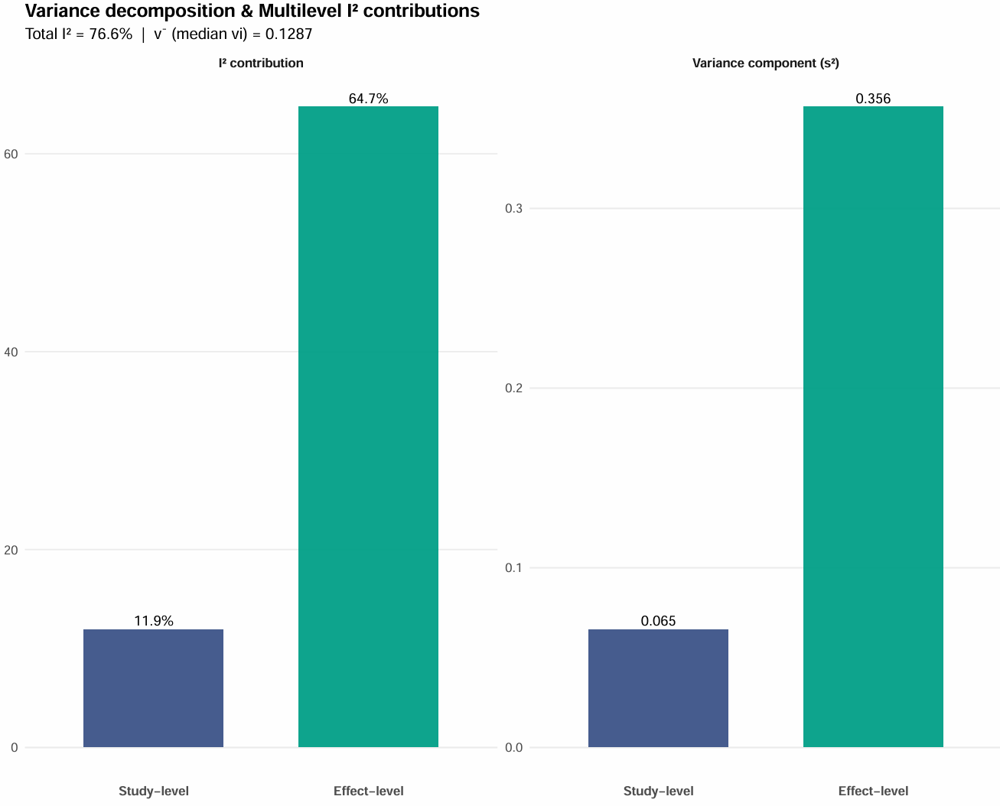 Variance decomposition & Multilevel I² contributions
Total I² = 76.6% | v¯ (median vi) = 0.1287
I² contribution
64.7%
60
40
20
11.9%
0
Study–level Effect–level
Variance component (s²)
0.356
0.3
0.2
0.1
0.065
0.0
Study–level Effect–level